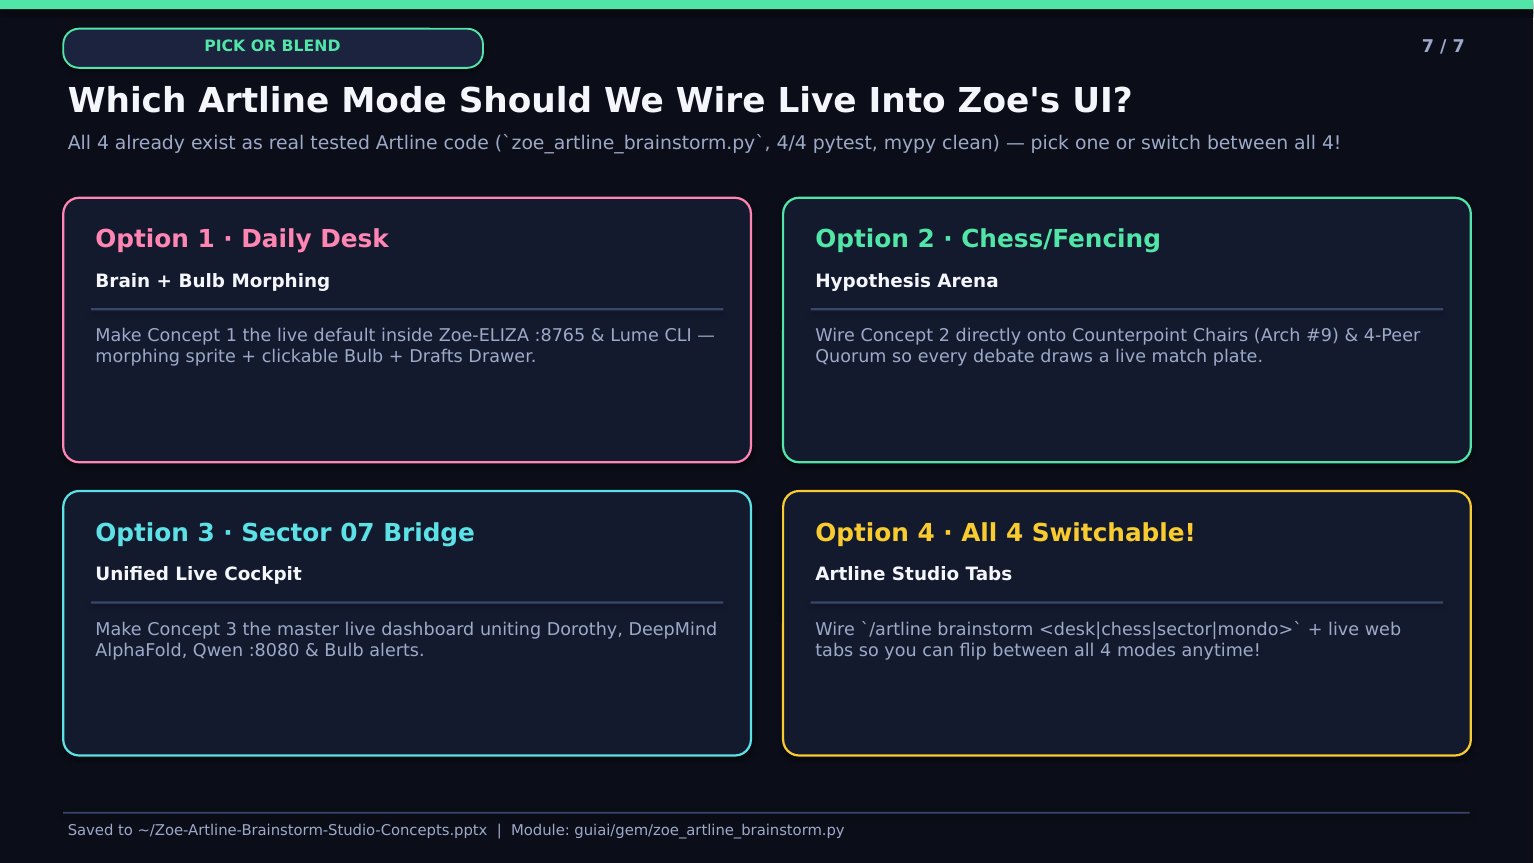 PICK OR BLEND
7 / 7
Which Artline Mode Should We Wire Live Into Zoe's UI?
All 4 already exist as real tested Artline code (`zoe_artline_brainstorm.py`, 4/4 pytest, mypy clean) — pick one or switch between all 4!
Option 1 · Daily Desk
Brain + Bulb Morphing
Make Concept 1 the live default inside Zoe-ELIZA :8765 & Lume CLI —
morphing sprite + clickable Bulb + Drafts Drawer.
Option 2 · Chess/Fencing
Hypothesis Arena
Wire Concept 2 directly onto Counterpoint Chairs (Arch #9) & 4-Peer
Quorum so every debate draws a live match plate.
Option 3 · Sector 07 Bridge
Unified Live Cockpit
Make Concept 3 the master live dashboard uniting Dorothy, DeepMind
AlphaFold, Qwen :8080 & Bulb alerts.
Option 4 · All 4 Switchable!
Artline Studio Tabs
Wire `/artline brainstorm <desk|chess|sector|mondo>` + live web
tabs so you can flip between all 4 modes anytime!
Saved to ~/Zoe-Artline-Brainstorm-Studio-Concepts.pptx | Module: guiai/gem/zoe_artline_brainstorm.py